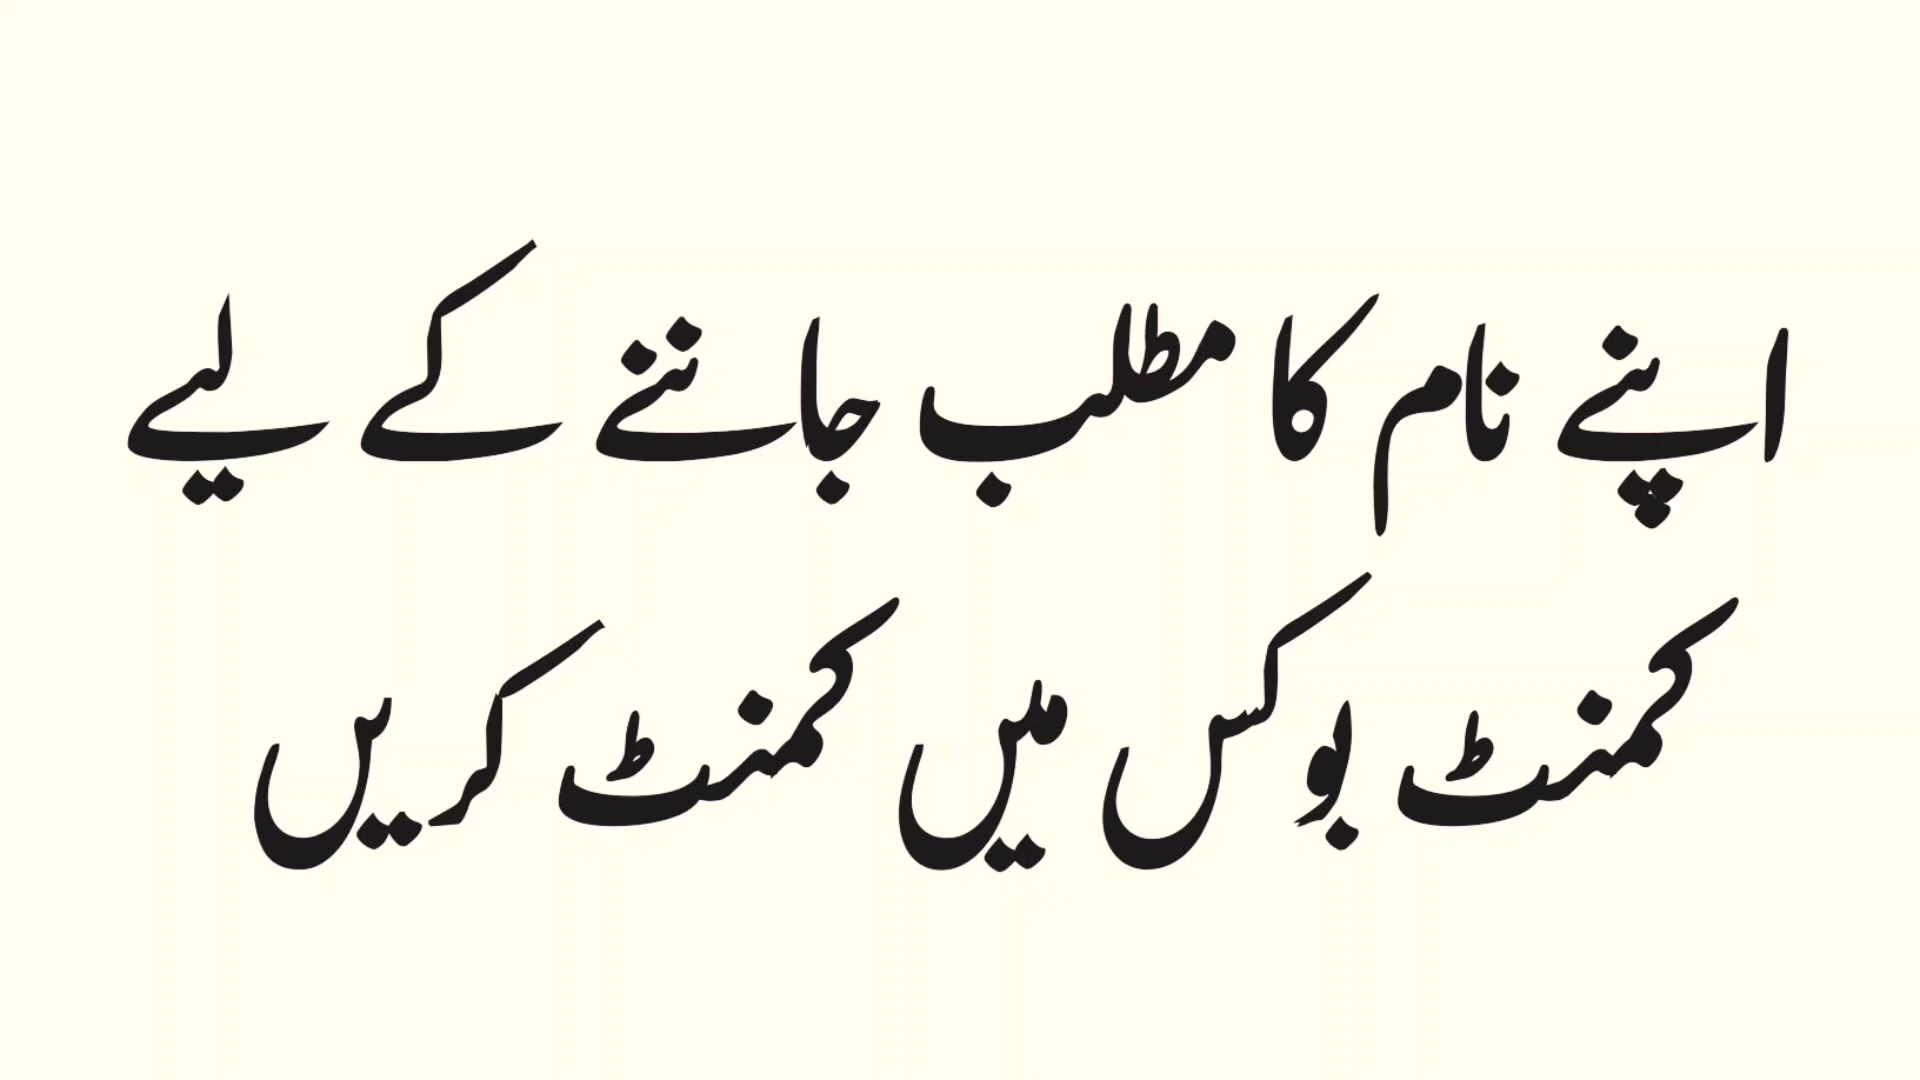 اپنے نام کا مطلب جاننے کے لیے
کمنٹ بوکس میں کمنٹ کریں